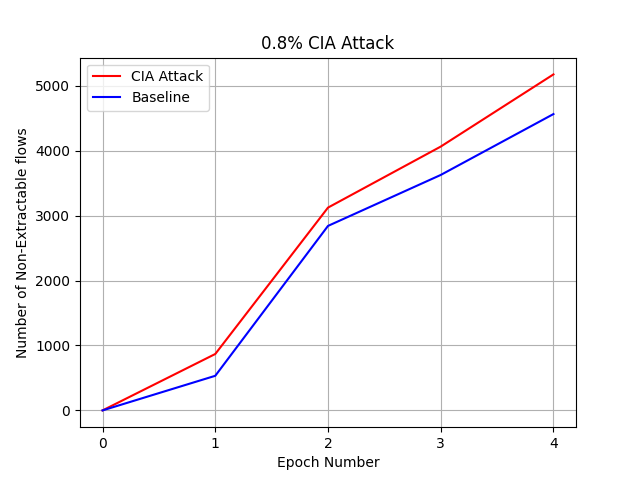 0.8% CIA Attack
CIA Attack
Baseline
5000
4000
3000
2000
1000
0
Number of Non-Extractable flows
0 1 2 3 4
Epoch Number